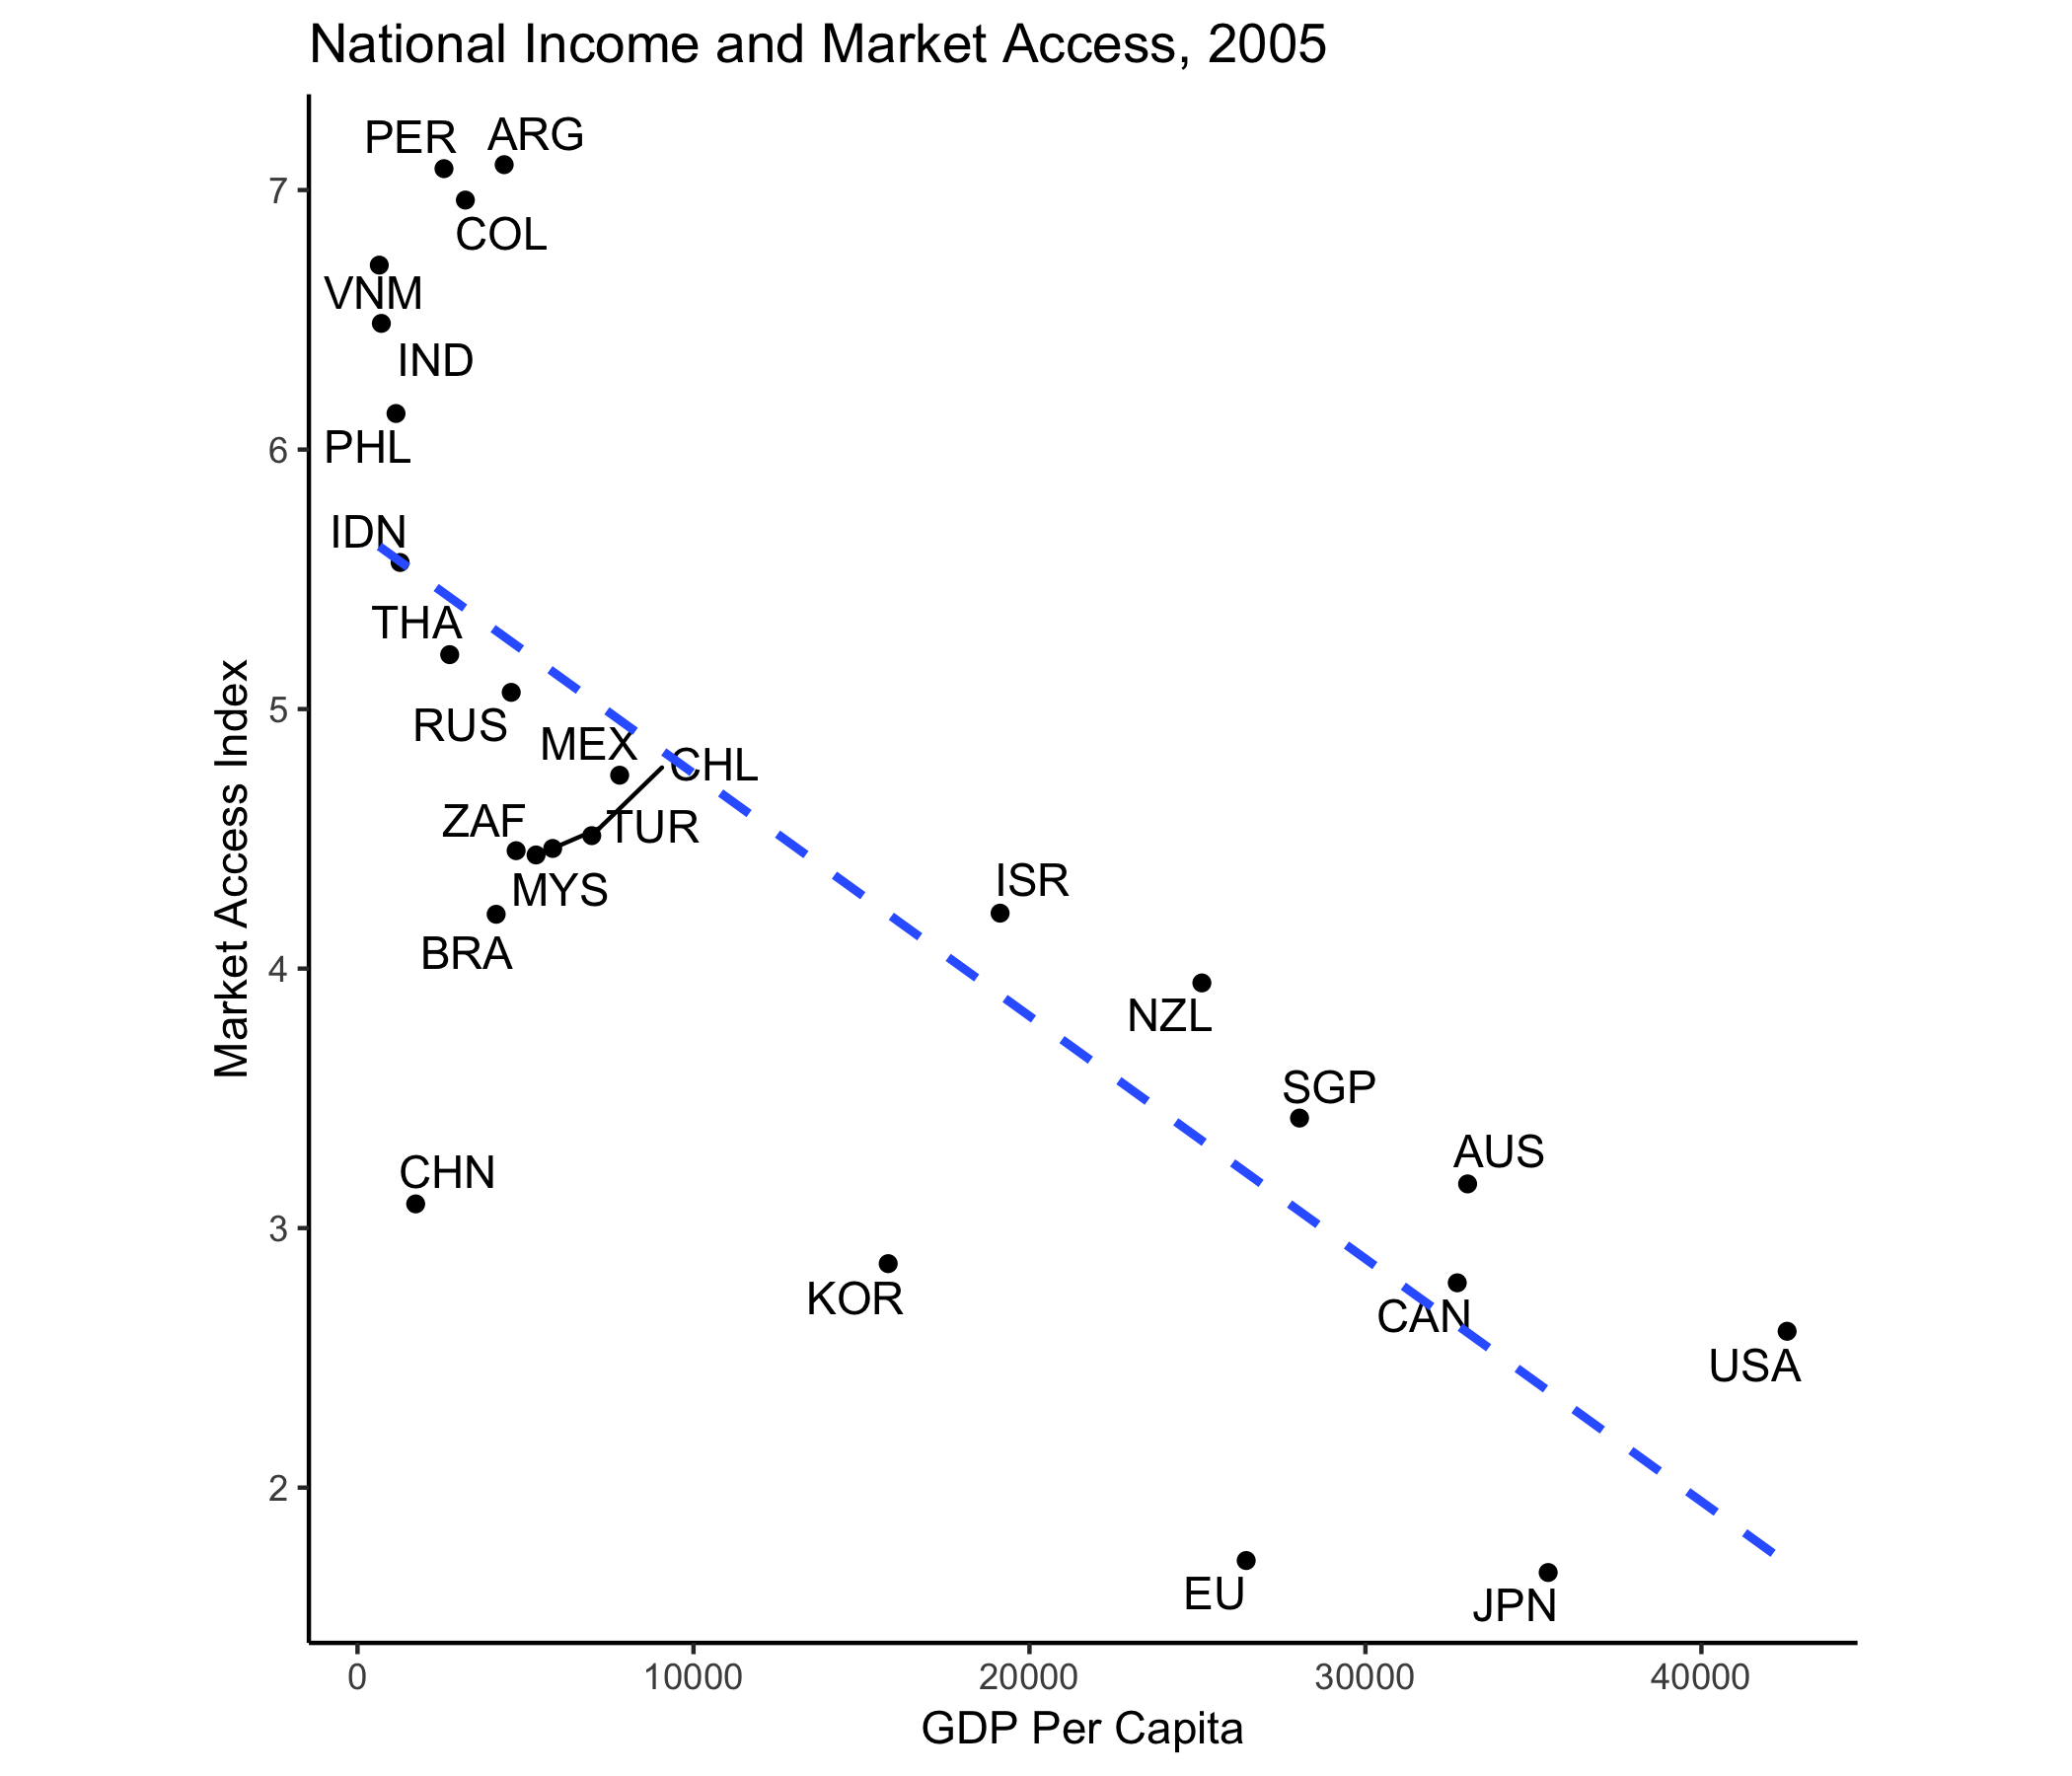 National Income and Market Access, 2005
PER
ARG
7
COL
VNM
IND
6
PHL
IDN
THA
5
RUS
MEX
CHL
ZAF
TUR
MYS
ISR
BRA
4
NZL
SGP
AUS
CHN
3
KOR
CAN
USA
2
EU
JPN
Market Access Index
0
10000
20000
30000
40000
GDP Per Capita